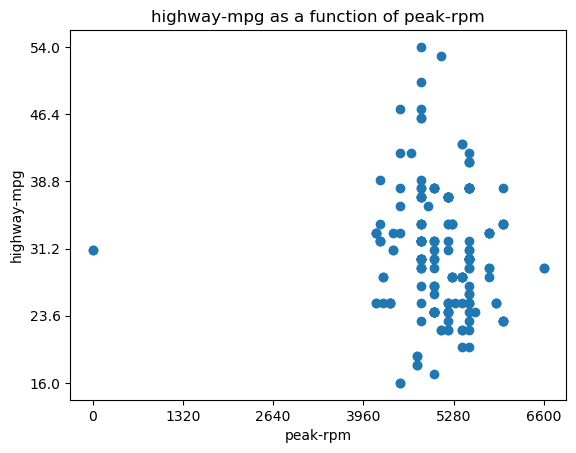 highway-mpg as a function of peak-rpm
54.0
46.4
38.8
31.2
23.6
16.0
highway-mpg
0 1320 2640 3960 5280 6600
peak-rpm